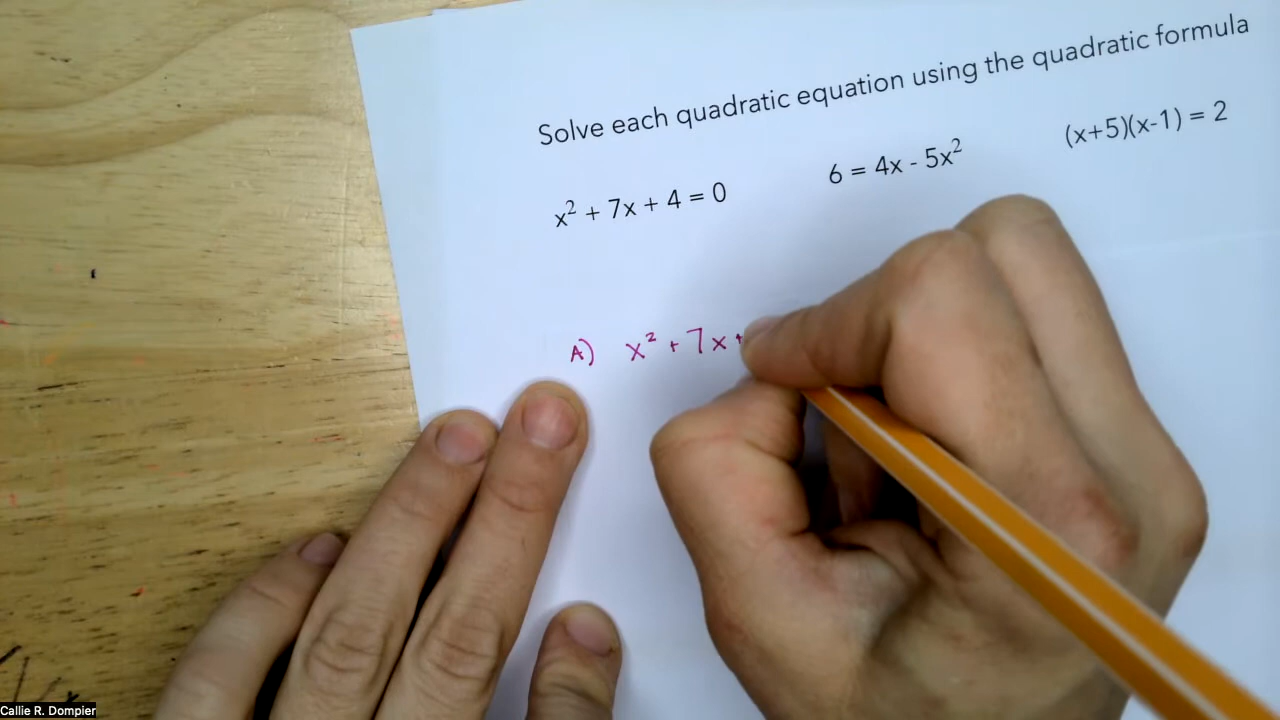 Solve each quadratic equation using the quadratic formula
x² + 7x + 4 = 0
6 = 4x - 5x²
(x+5)(x-1) = 2
A) x² + 7x +
Callie R. Dompier